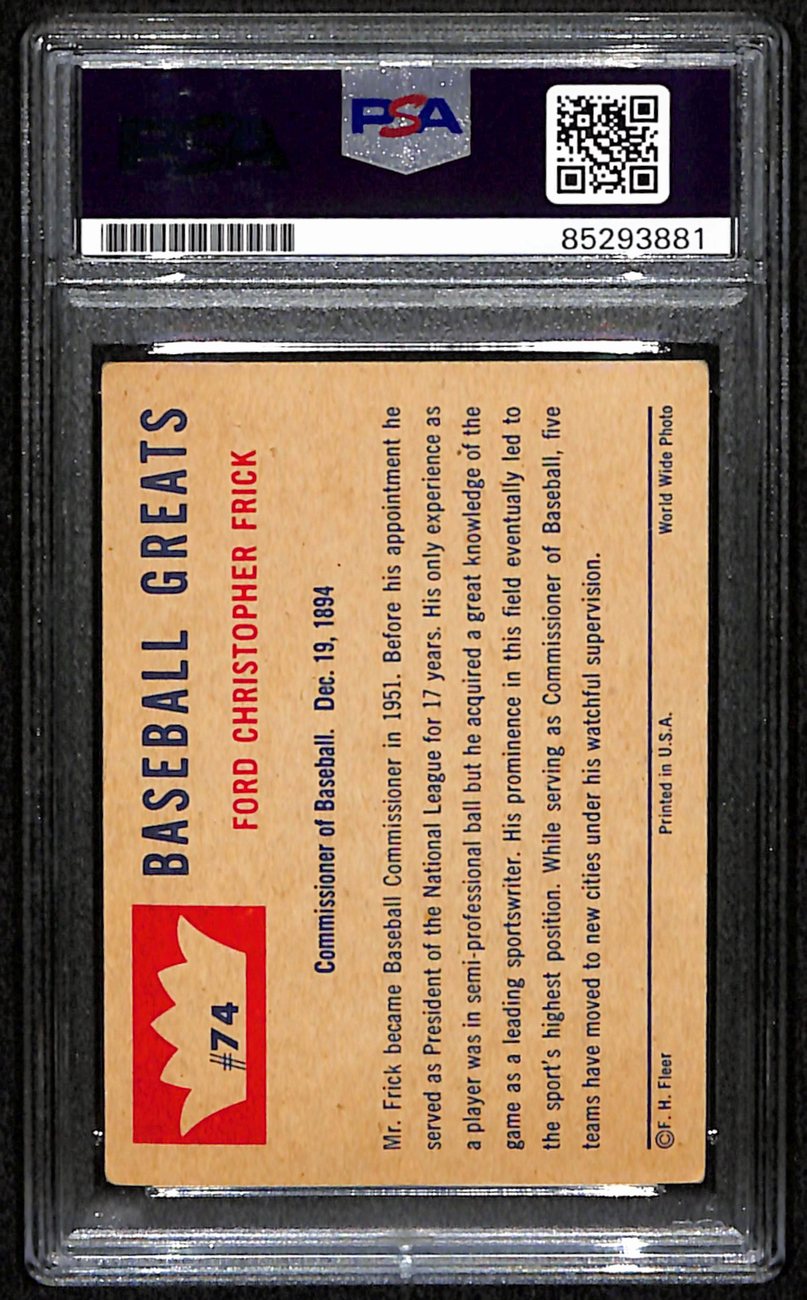 PSA
PSA
85293881
#74
BASEBALL GREATS
FORD CHRISTOPHER FRICK
Commissioner of Baseball. Dec. 19, 1894
Mr. Frick became Baseball Commissioner in 1951. Before his appointment he
served as President of the National League for 17 years. His only experience as
a player was in semi-professional ball but he acquired a great knowledge of the
game as a leading sportswriter. His prominence in this field eventually led to
the sport's highest position. While serving as Commissioner of Baseball, five
teams have moved to new cities under his watchful supervision.
©F. H. Fleer Printed in U.S.A. World Wide Photo